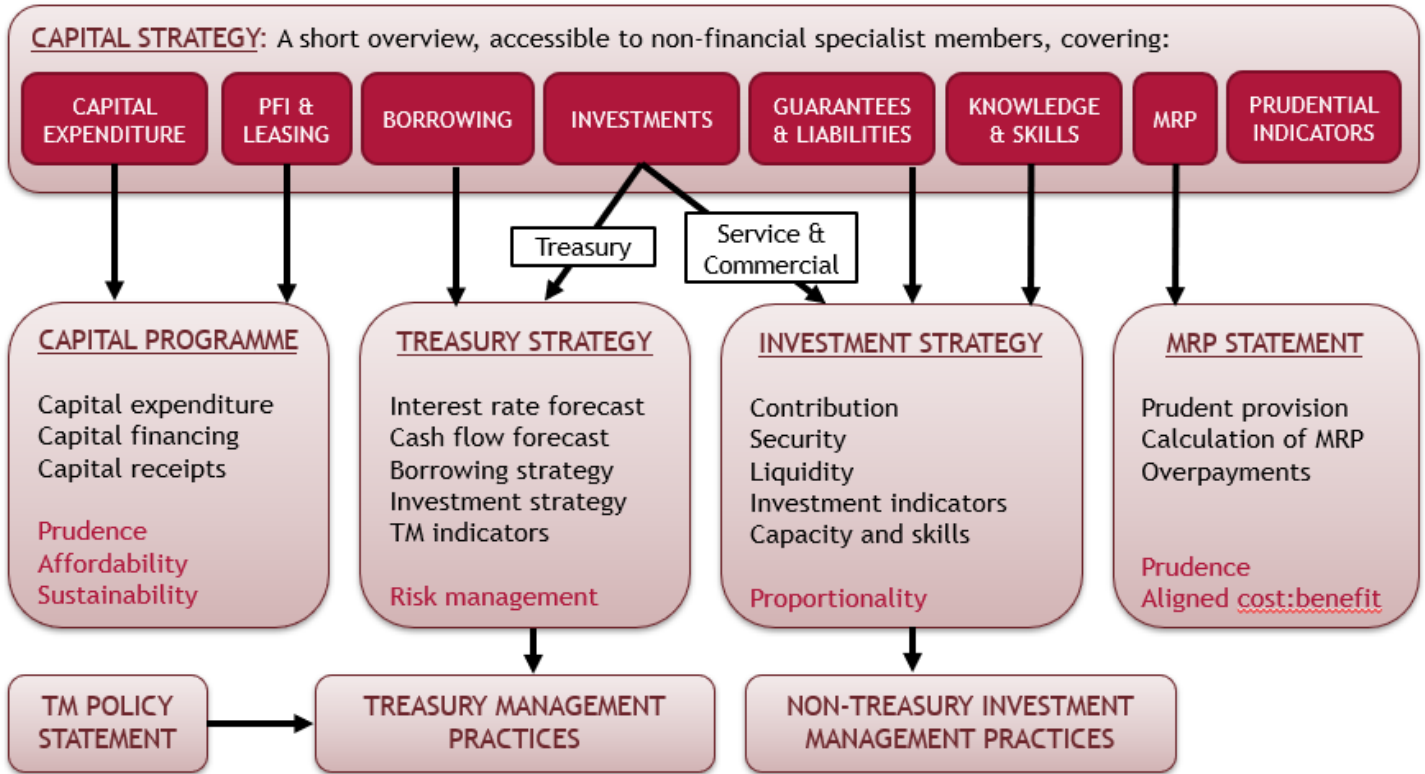 CAPITAL STRATEGY: A short overview, accessible to non-financial specialist members, covering:
CAPITAL
EXPENDITURE
PFI &
LEASING
BORROWING
INVESTMENTS
GUARANTEES
& LIABILITIES
KNOWLEDGE
& SKILLS
MRP
PRUDENTIAL
INDICATORS
Treasury
Service &
Commercial
CAPITAL PROGRAMME
Capital expenditure
Capital financing
Capital receipts
Prudence
Affordability
Sustainability
TREASURY STRATEGY
Interest rate forecast
Cash flow forecast
Borrowing strategy
Investment strategy
TM indicators
Risk management
INVESTMENT STRATEGY
Contribution
Security
Liquidity
Investment indicators
Capacity and skills
Proportionality
MRP STATEMENT
Prudent provision
Calculation of MRP
Overpayments
Prudence
Aligned cost:benefit
TM POLICY
STATEMENT
TREASURY MANAGEMENT
PRACTICES
NON-TREASURY INVESTMENT
MANAGEMENT PRACTICES